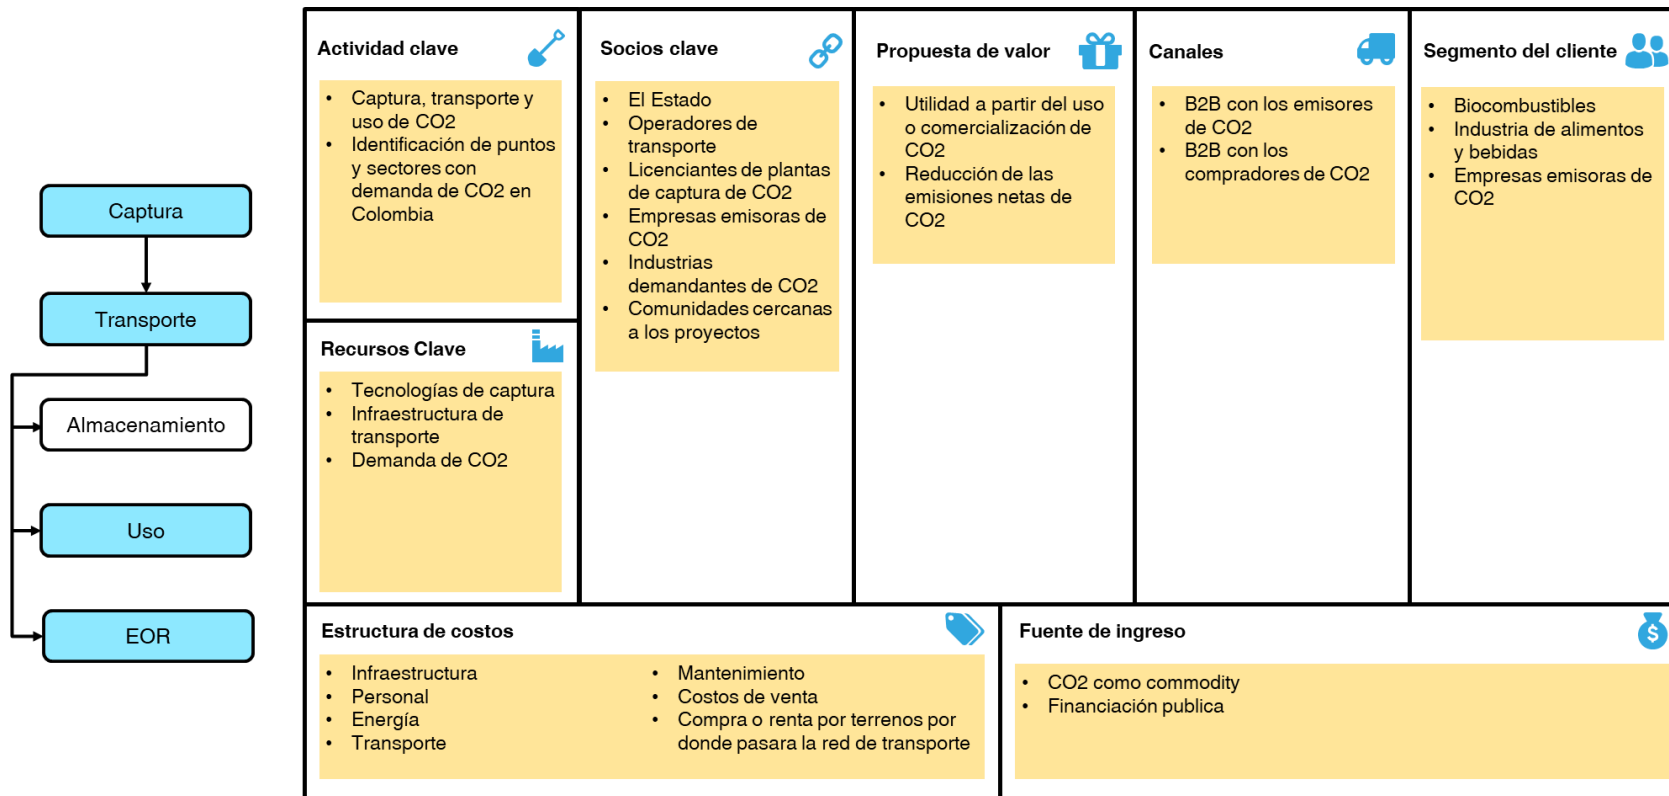 Captura
Transporte
Almacenamiento
Uso
EOR
Actividad clave
• Captura, transporte y
uso de CO2
• Identificación de puntos
y sectores con
demanda de CO2 en
Colombia
Recursos Clave
• Tecnologías de captura
• Infraestructura de
transporte
• Demanda de CO2
Socios clave
• El Estado
• Operadores de
transporte
• Licenciantes de plantas
de captura de CO2
• Empresas emisoras de
CO2
• Industrias
demandantes de CO2
• Comunidades cercanas
a los proyectos
Propuesta de valor
• Utilidad a partir del uso
o comercialización de
CO2
• Reducción de las
emisiones netas de
CO2
Canales
• B2B con los emisores
de CO2
• B2B con los
compradores de CO2
Segmento del cliente
• Biocombustibles
• Industria de alimentos
y bebidas
• Empresas emisoras de
CO2
Estructura de costos
• Infraestructura
• Personal
• Energía
• Transporte
• Mantenimiento
• Costos de venta
• Compra o renta por terrenos por
donde pasara la red de transporte
Fuente de ingreso
$
• CO2 como commodity
• Financiación publica